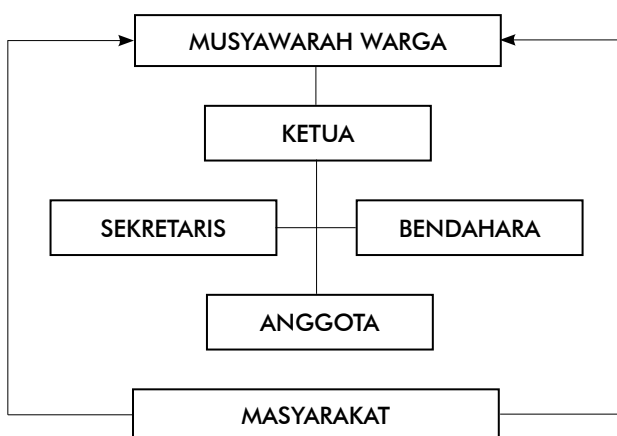 MUSYAWARAH WARGA
KETUA
SEKRETARIS
BENDAHARA
ANGGOTA
MASYARAKAT